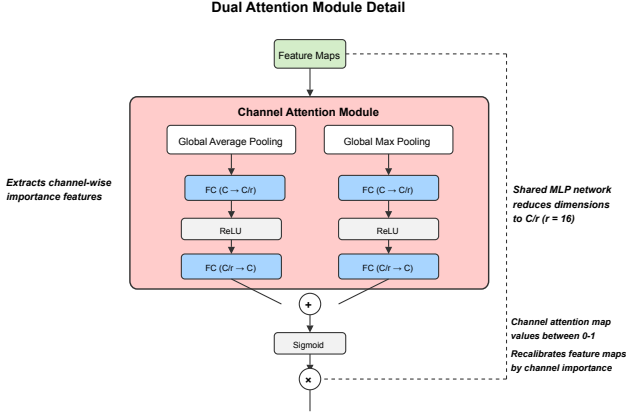 Dual Attention Module Detail
Feature Maps
Channel Attention Module
Global Average Pooling
Global Max Pooling
Extracts channel-wise
importance features
FC (C → C/r)
FC (C → C/r)
Shared MLP network
reduces dimensions
to C/r (r = 16)
ReLU
ReLU
FC (C/r → C)
FC (C/r → C)
+
Channel attention map
values between 0-1
Sigmoid
Recalibrates feature maps
by channel importance
×